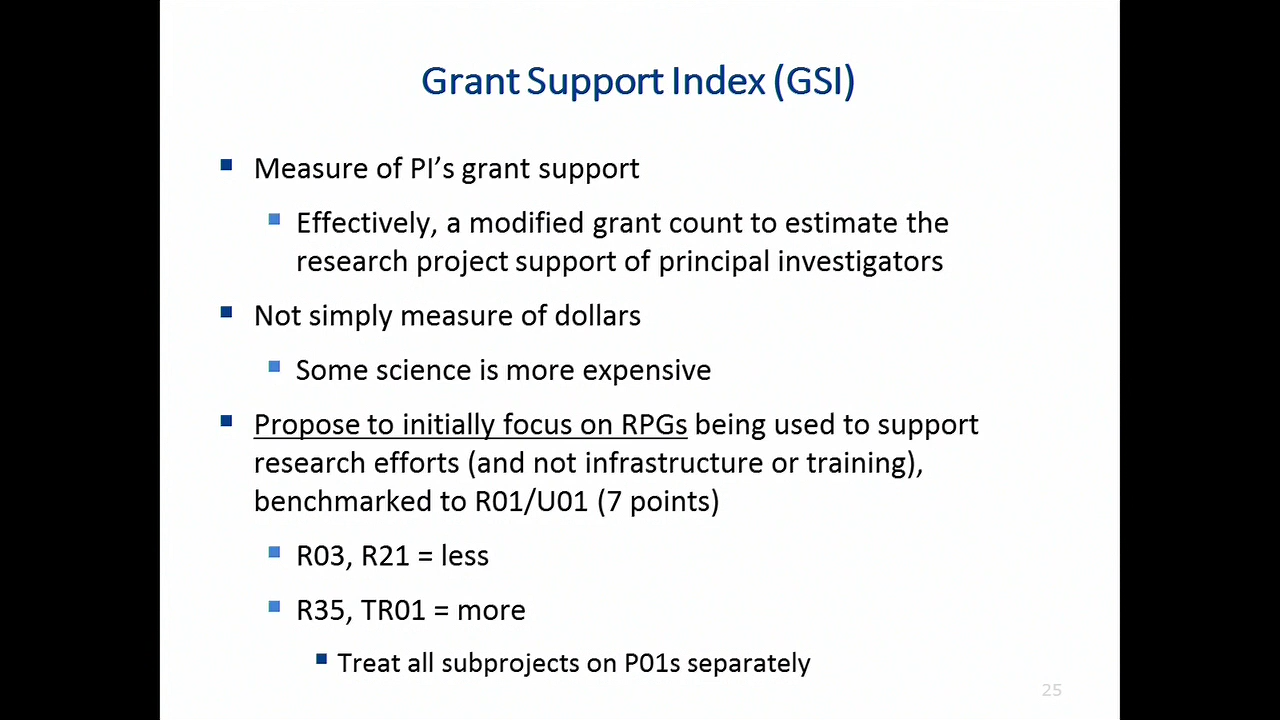 Grant Support Index (GSI)
Measure of PI’s grant support
Effectively, a modified grant count to estimate the
research project support of principal investigators
Not simply measure of dollars
Some science is more expensive
Propose to initially focus on RPGs being used to support
research efforts (and not infrastructure or training),
benchmarked to R01/U01 (7 points)
R03, R21 = less
R35, TR01 = more
Treat all subprojects on P01s separately
25